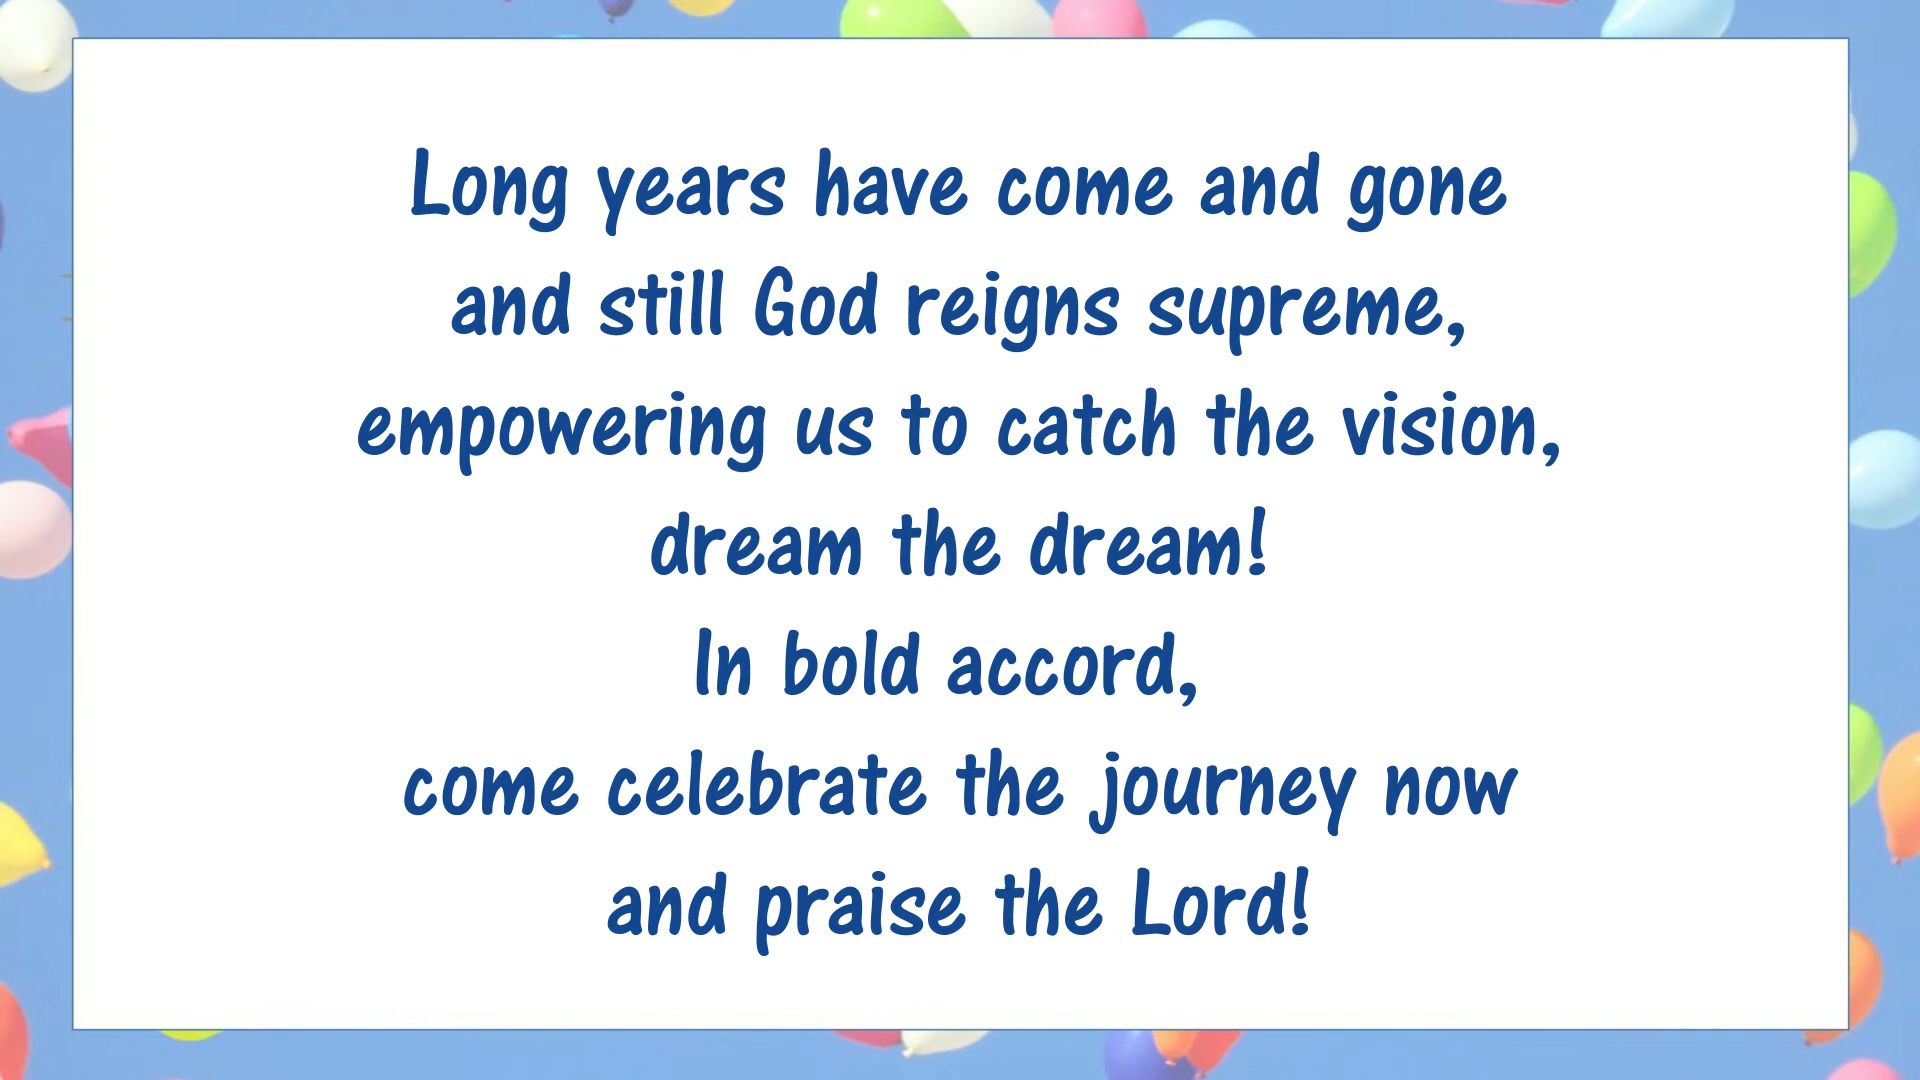 Long years have come and gone
and still God reigns supreme,
empowering us to catch the vision,
dream the dream!
In bold accord,
come celebrate the journey now
and praise the Lord!